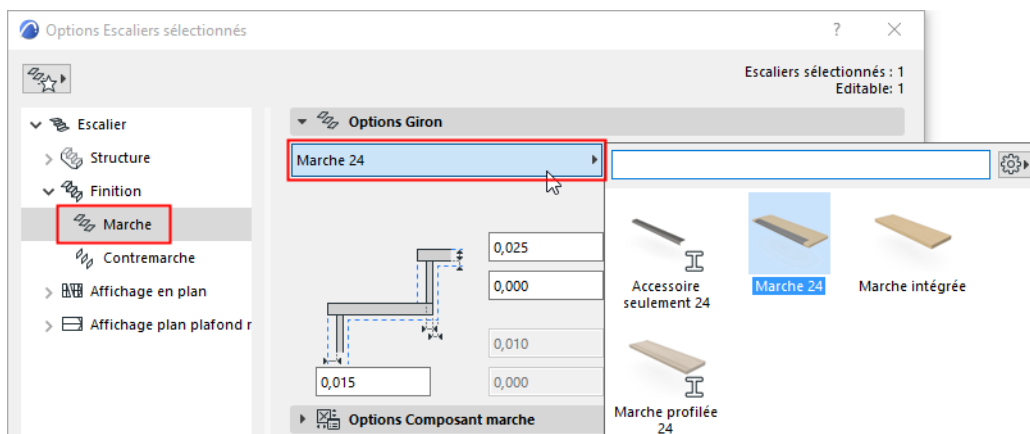 Options Escaliers sélectionnés
?
Escaliers sélectionnés : 1
Editable: 1
Escalier
Structure
Finition
Marche
Contremarche
Affichage en plan
Affichage plan plafond r
Options Giron
Marche 24
0,025
0,000
0,010
0,015
0,000
Options Composant marche
Accessoire
seulement 24
Marche 24
Marche intégrée
Marche profilée
24